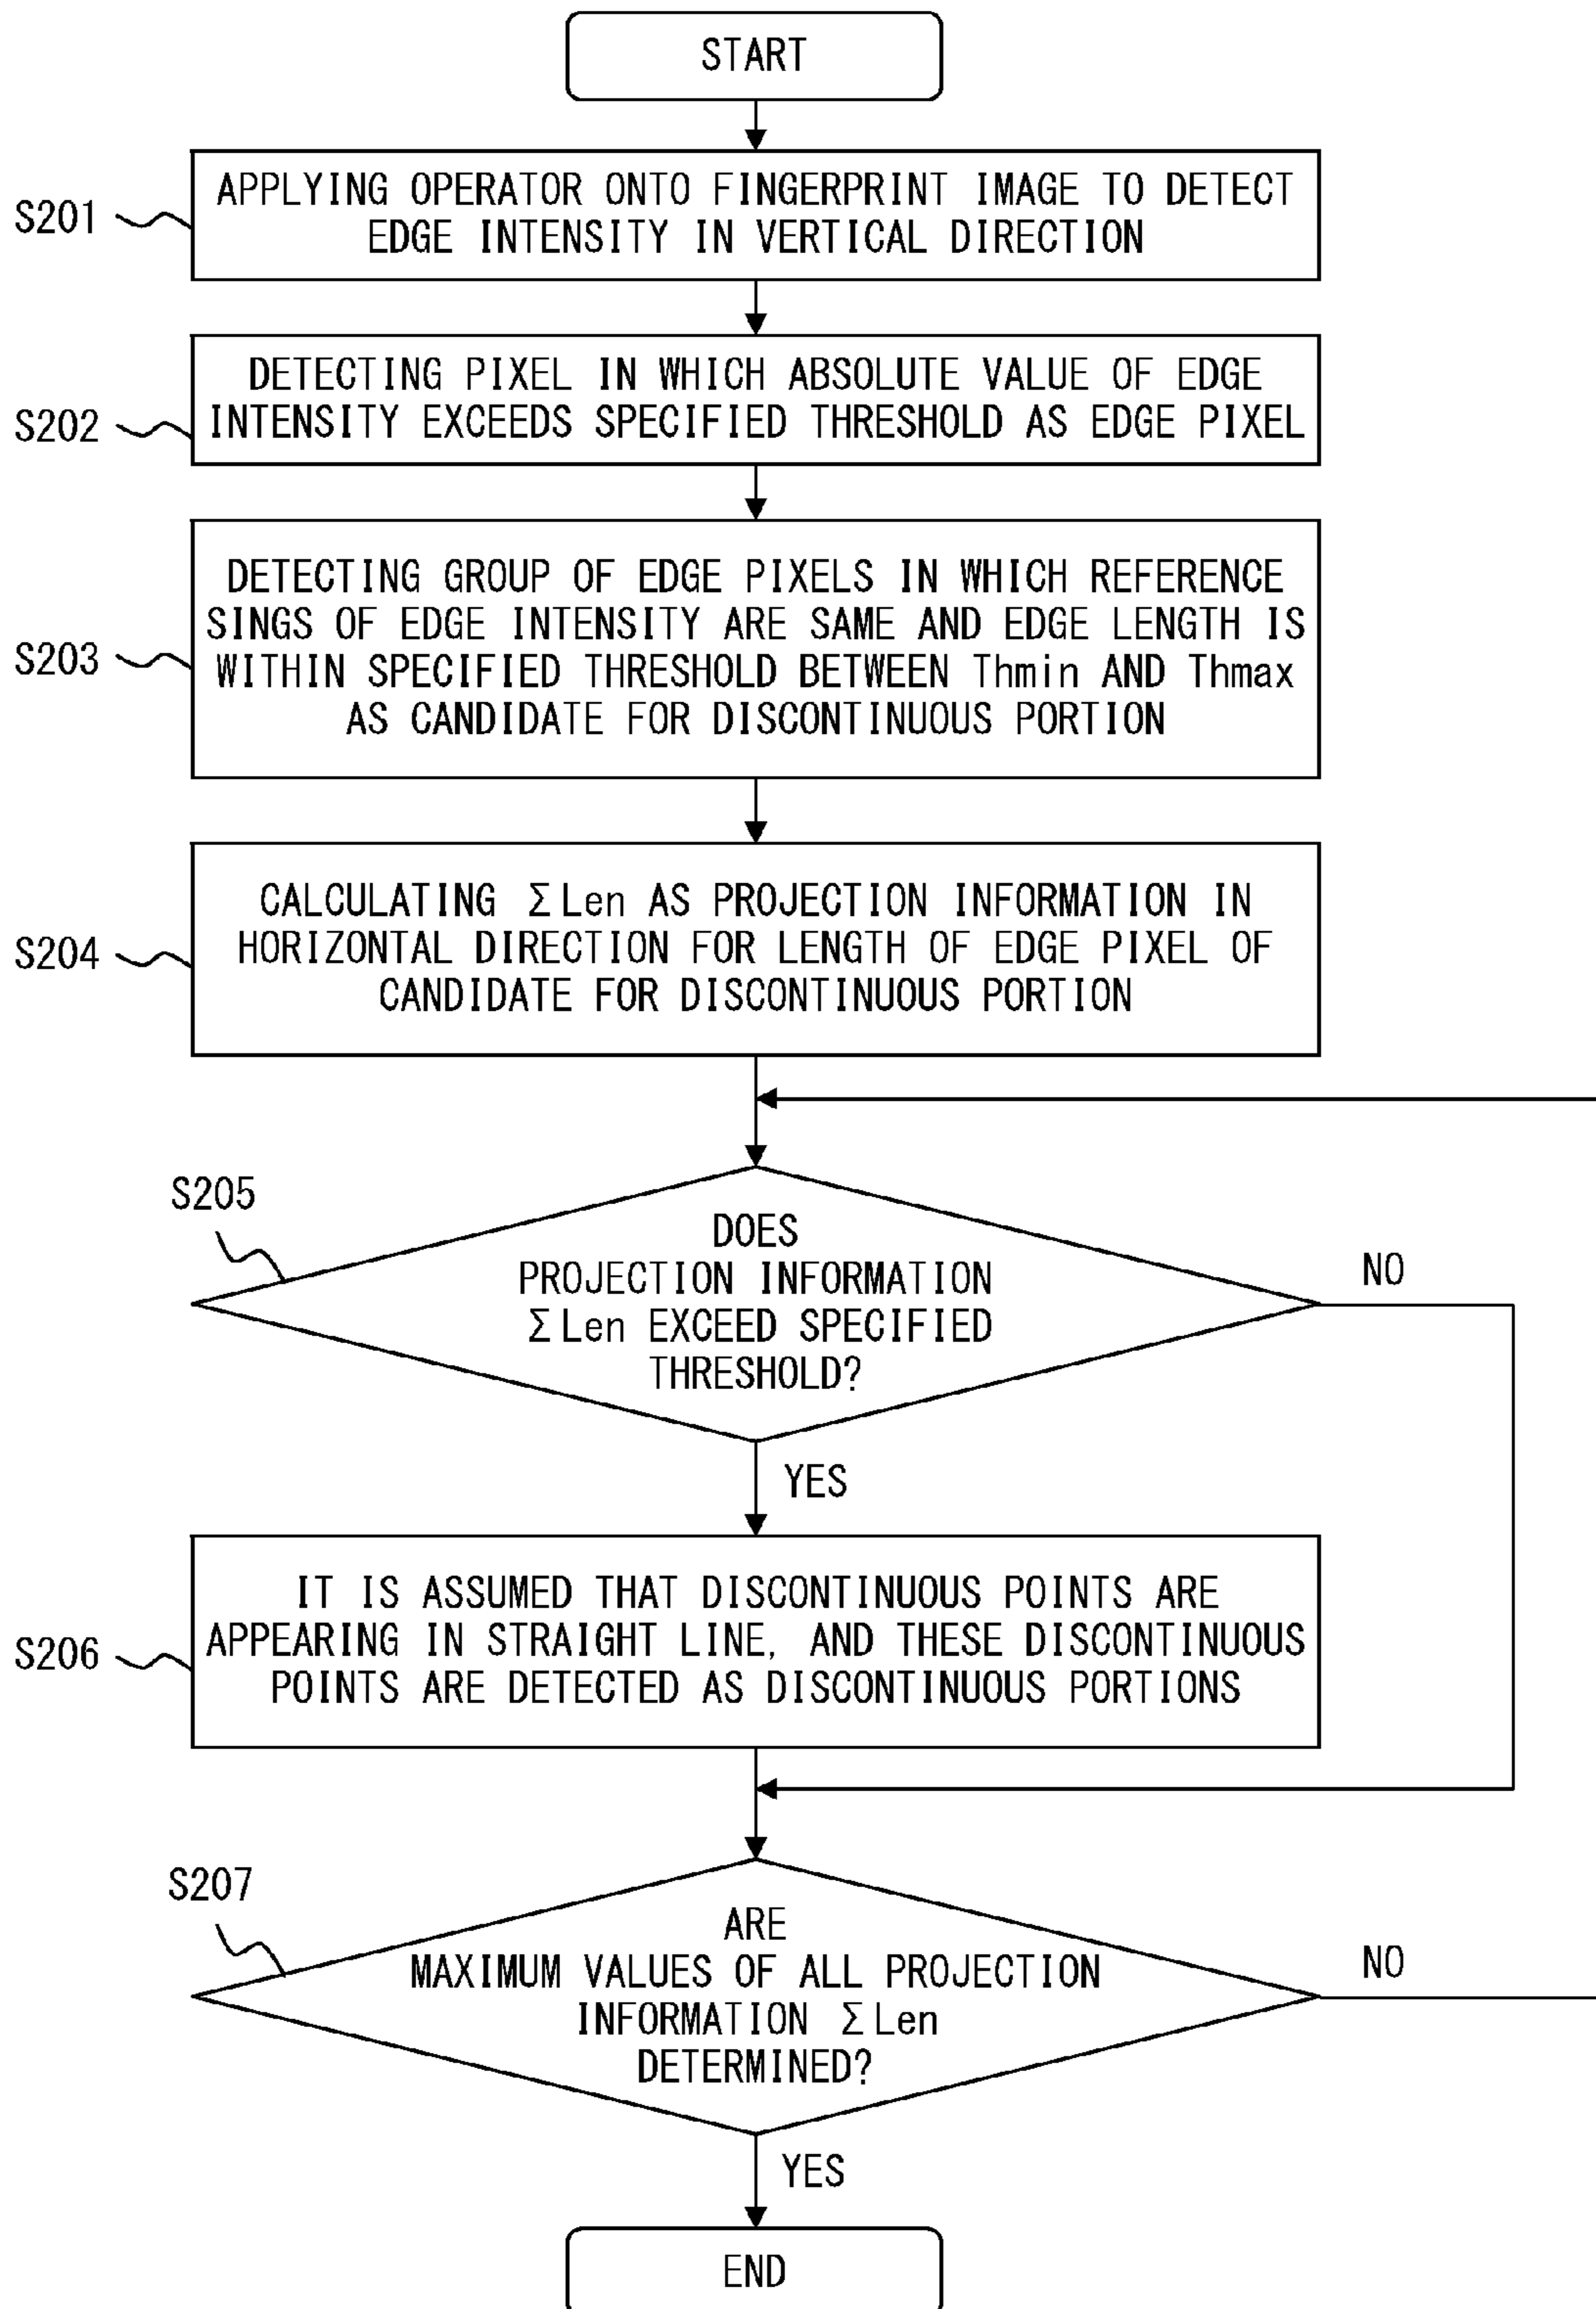 START
S201
APPLYING OPERATOR ONTO FINGERPRINT IMAGE TO DETECT
EDGE INTENSITY IN VERTICAL DIRECTION
S202
DETECTING PIXEL IN WHICH ABSOLUTE VALUE OF EDGE
INTENSITY EXCEEDS SPECIFIED THRESHOLD AS EDGE PIXEL
S203
DETECTING GROUP OF EDGE PIXELS IN WHICH REFERENCE
SINGS OF EDGE INTENSITY ARE SAME AND EDGE LENGTH IS
WITHIN SPECIFIED THRESHOLD BETWEEN Thmin AND Thmax
AS CANDIDATE FOR DISCONTINUOUS PORTION
S204
CALCULATING ΣLen AS PROJECTION INFORMATION IN
HORIZONTAL DIRECTION FOR LENGTH OF EDGE PIXEL OF
CANDIDATE FOR DISCONTINUOUS PORTION
S205
DOES
PROJECTION INFORMATION
ΣLen EXCEED SPECIFIED
THRESHOLD?
NO
YES
S206
IT IS ASSUMED THAT DISCONTINUOUS POINTS ARE
APPEARING IN STRAIGHT LINE, AND THESE DISCONTINUOUS
POINTS ARE DETECTED AS DISCONTINUOUS PORTIONS
S207
ARE
MAXIMUM VALUES OF ALL PROJECTION
INFORMATION ΣLen
DETERMINED?
NO
YES
END